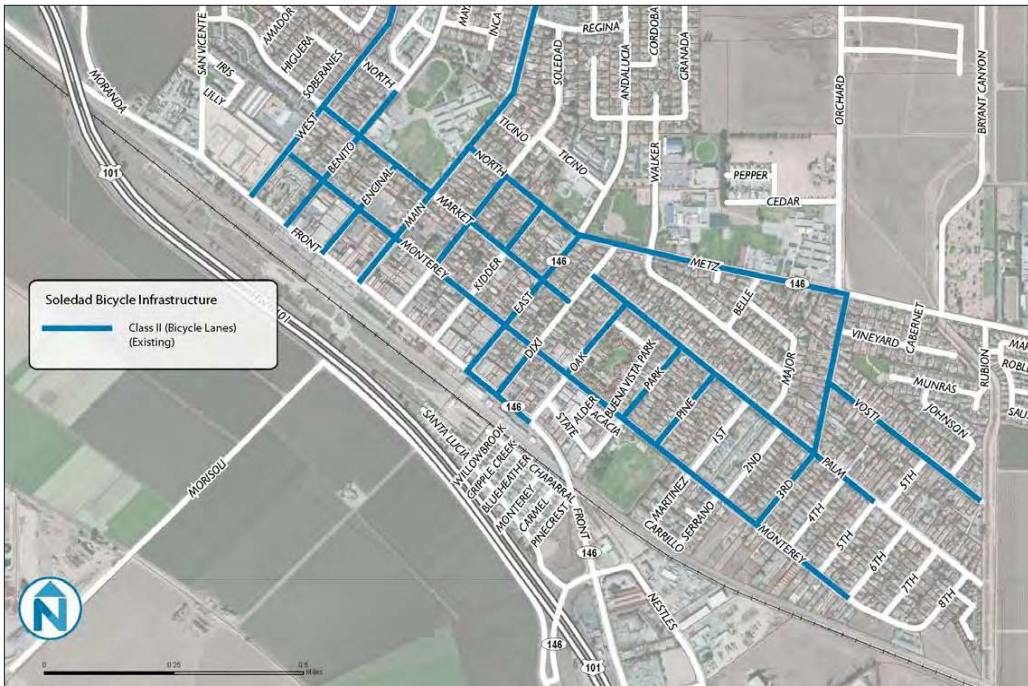 SAN VICENTE
AMADOR
HIGUERA
SOBERANES
IRIS
LILLY
MORANDA
NORTH
WEST
BENITO
ENCINAL
MAIN
INCA
REGINA
SOLEDAD
ANDALUCIA
CORDOBA
GRANADA
WALKER
ORCHARD
BRYANT CANYON
TICINO
TICINO
NORTH
PEPPER
CEDAR
MARKET
MONTEREY
FRONT
KIDDER
EAST
DIXI
OAK
146
METZ
146
BELLE
MAJOR
VINEYARD
CABERNET
MUNRAS
JOHNSON
RUBION
VOSTI
101
101
Soledad Bicycle Infrastructure
Class II (Bicycle Lanes)
(Existing)
146
STATE
ALDER
ACACIA
BUENA VISTA PARK
PARK
PINE
1ST
2ND
3RD
PALM
4TH
5TH
5TH
6TH
7TH
8TH
MARTINEZ
CARRILLO
SERRANO
MONTEREY
MORISOLI
SANTA LUCIA
WILLOWBROOK
CRIPPLE CREEK
BLUEHEATHER
MONTEREY
CARMEL
PINECREST
CHAPARRAL
FRONT
146
NESTLES
146
101
N
0
0.25
0.5
Miles